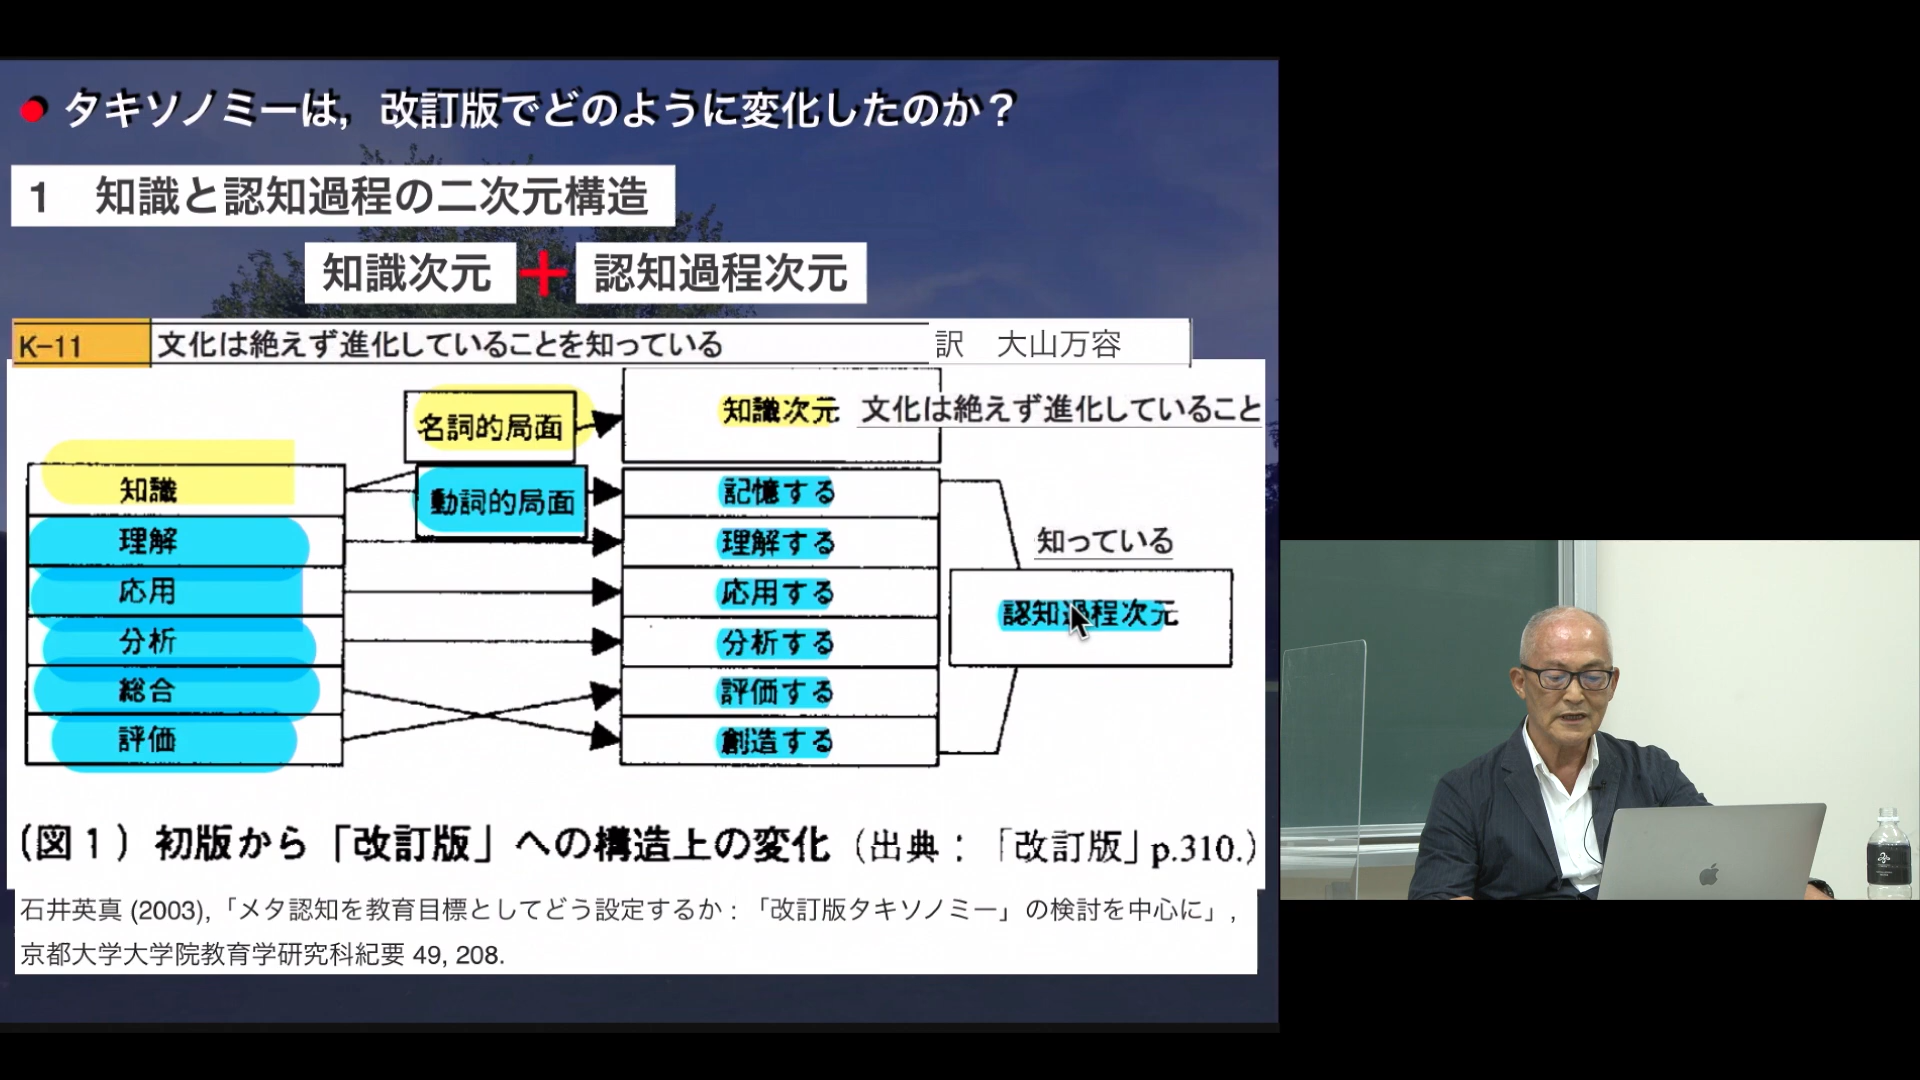 タキソノミーは，改訂版でどのように変化したのか？
1　知識と認知過程の二次元構造
知識次元 + 認知過程次元
K-11 文化は絶えず進化していることを知っている 訳　大山万容
名詞的局面 知識次元 文化は絶えず進化していること
知識 動詞的局面 記憶する
理解 理解する 知っている
応用 応用する 認知過程次元
分析 分析する
総合 評価する
評価 創造する
(図1) 初版から「改訂版」への構造上の変化 (出典：「改訂版」p.310.)
石井英真 (2003),「メタ認知を教育目標としてどう設定するか：「改訂版タキソノミー」の検討を中心に」,
京都大学大学院教育学研究科紀要 49, 208.